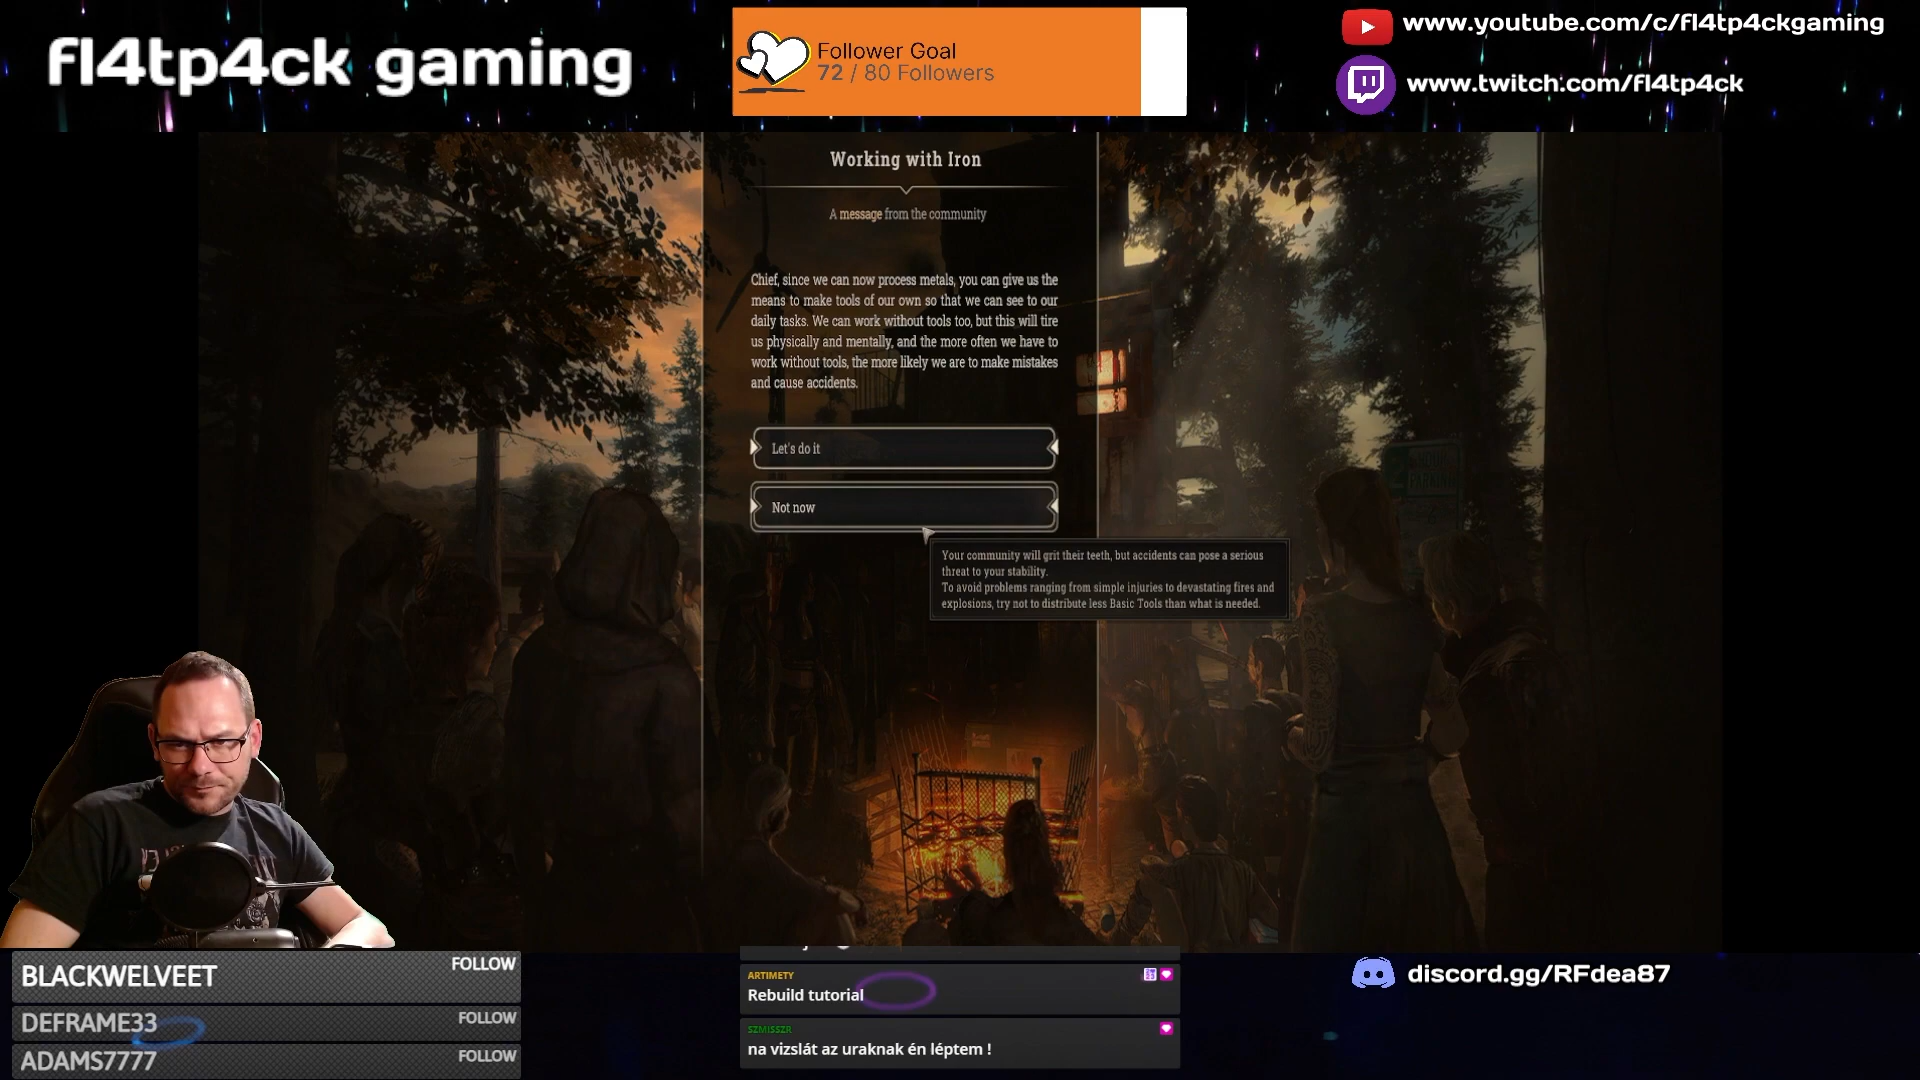 fl4tp4ck gaming
Follower Goal
72 / 80 Followers
www.youtube.com/c/fl4tp4ckgaming
www.twitch.com/fl4tp4ck
Working with Iron
A message from the community
Chief, since we can now process metals, you can give us the
means to make tools of our own so that we can see to our
daily tasks. We can work without tools too, but this will tire
us physically and mentally, and the more often we have to
work without tools, the more likely we are to make mistakes
and cause accidents.
Let's do it
Not now
Your community will grit their teeth, but accidents can pose a serious
threat to your stability.
To avoid problems ranging from simple injuries to devastating fires and
explosions, try not to distribute less Basic Tools than what is needed.
BLACKWELVEET FOLLOW
DEFRAME33 FOLLOW
ADAMS7777 FOLLOW
ARTIMETY
Rebuild tutorial
SZMISSZR
na vizslát az uraknak én léptem !
discord.gg/RFdea87